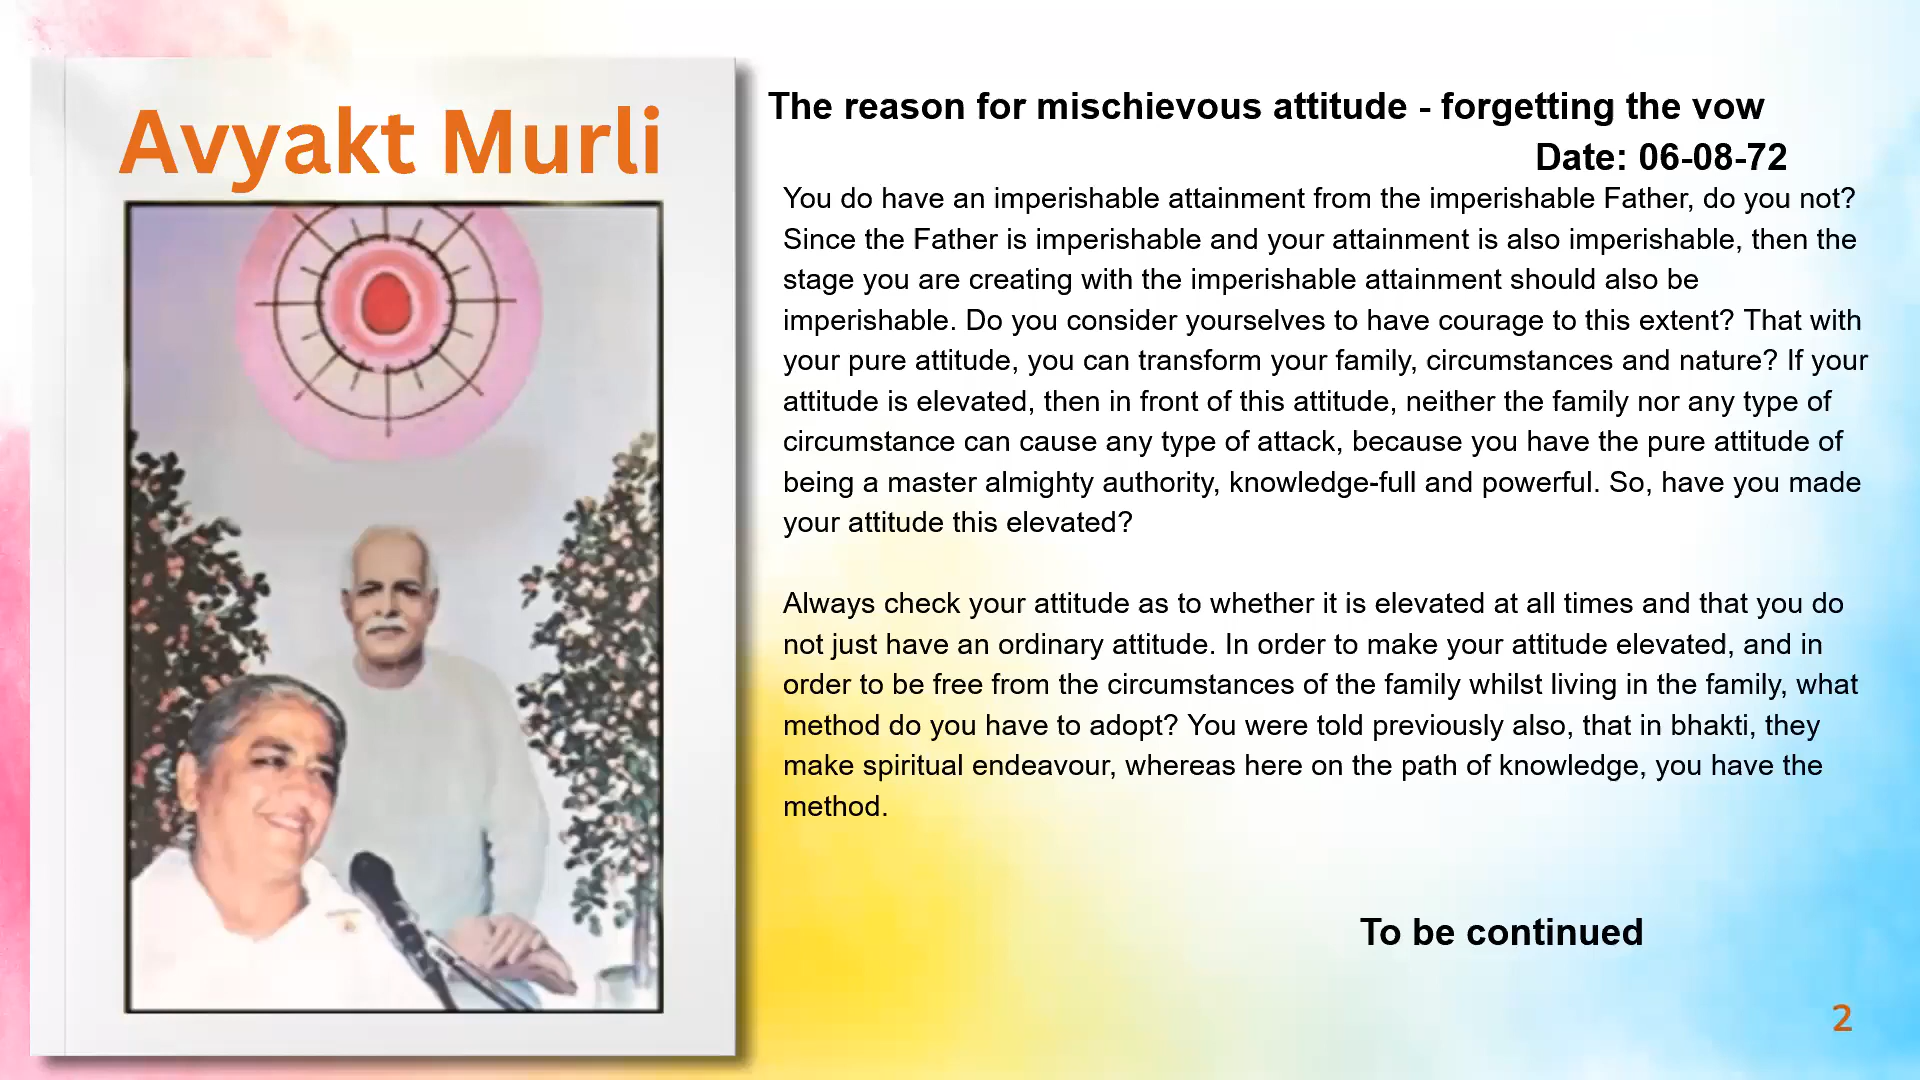 Avyakt Murli
The reason for mischievous attitude - forgetting the vow
Date: 06-08-72
You do have an imperishable attainment from the imperishable Father, do you not?
Since the Father is imperishable and your attainment is also imperishable, then the
stage you are creating with the imperishable attainment should also be
imperishable. Do you consider yourselves to have courage to this extent? That with
your pure attitude, you can transform your family, circumstances and nature? If your
attitude is elevated, then in front of this attitude, neither the family nor any type of
circumstance can cause any type of attack, because you have the pure attitude of
being a master almighty authority, knowledge-full and powerful. So, have you made
your attitude this elevated?
Always check your attitude as to whether it is elevated at all times and that you do
not just have an ordinary attitude. In order to make your attitude elevated, and in
order to be free from the circumstances of the family whilst living in the family, what
method do you have to adopt? You were told previously also, that in bhakti, they
make spiritual endeavour, whereas here on the path of knowledge, you have the
method.
To be continued
2